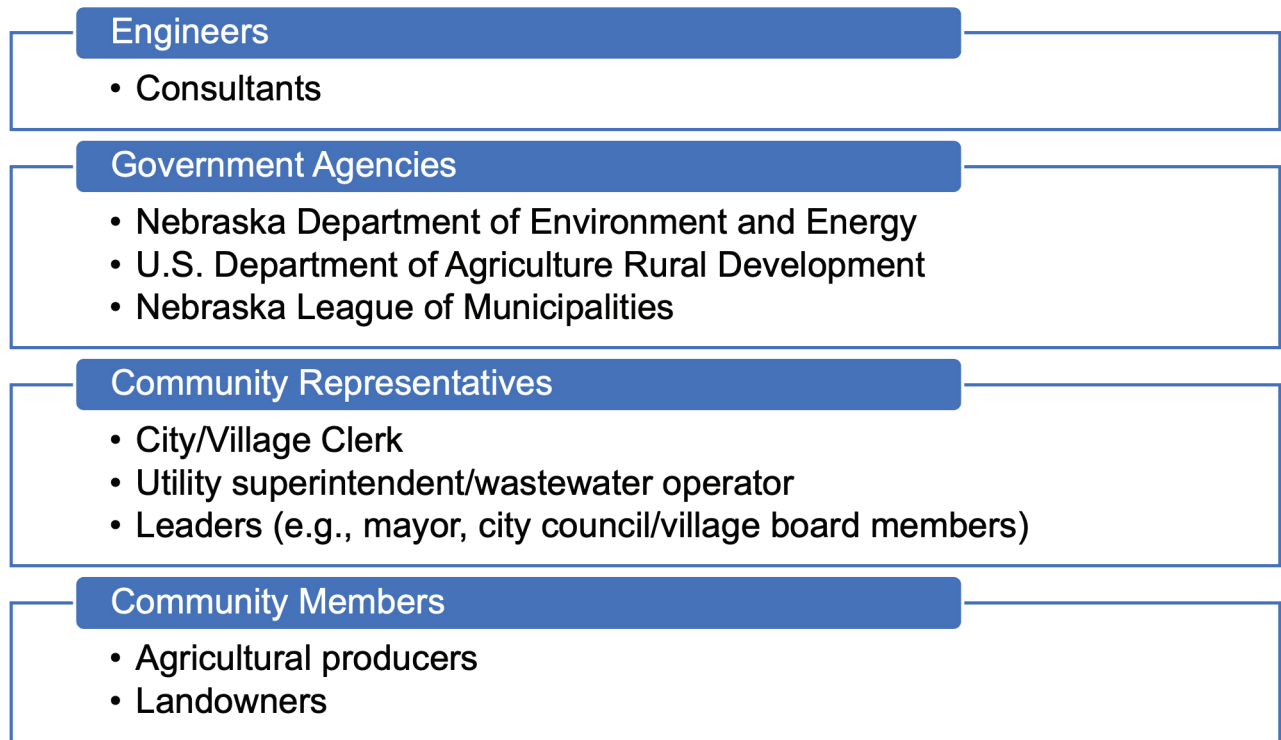 Engineers
• Consultants
Government Agencies
• Nebraska Department of Environment and Energy
• U.S. Department of Agriculture Rural Development
• Nebraska League of Municipalities
Community Representatives
• City/Village Clerk
• Utility superintendent/wastewater operator
• Leaders (e.g., mayor, city council/village board members)
Community Members
• Agricultural producers
• Landowners